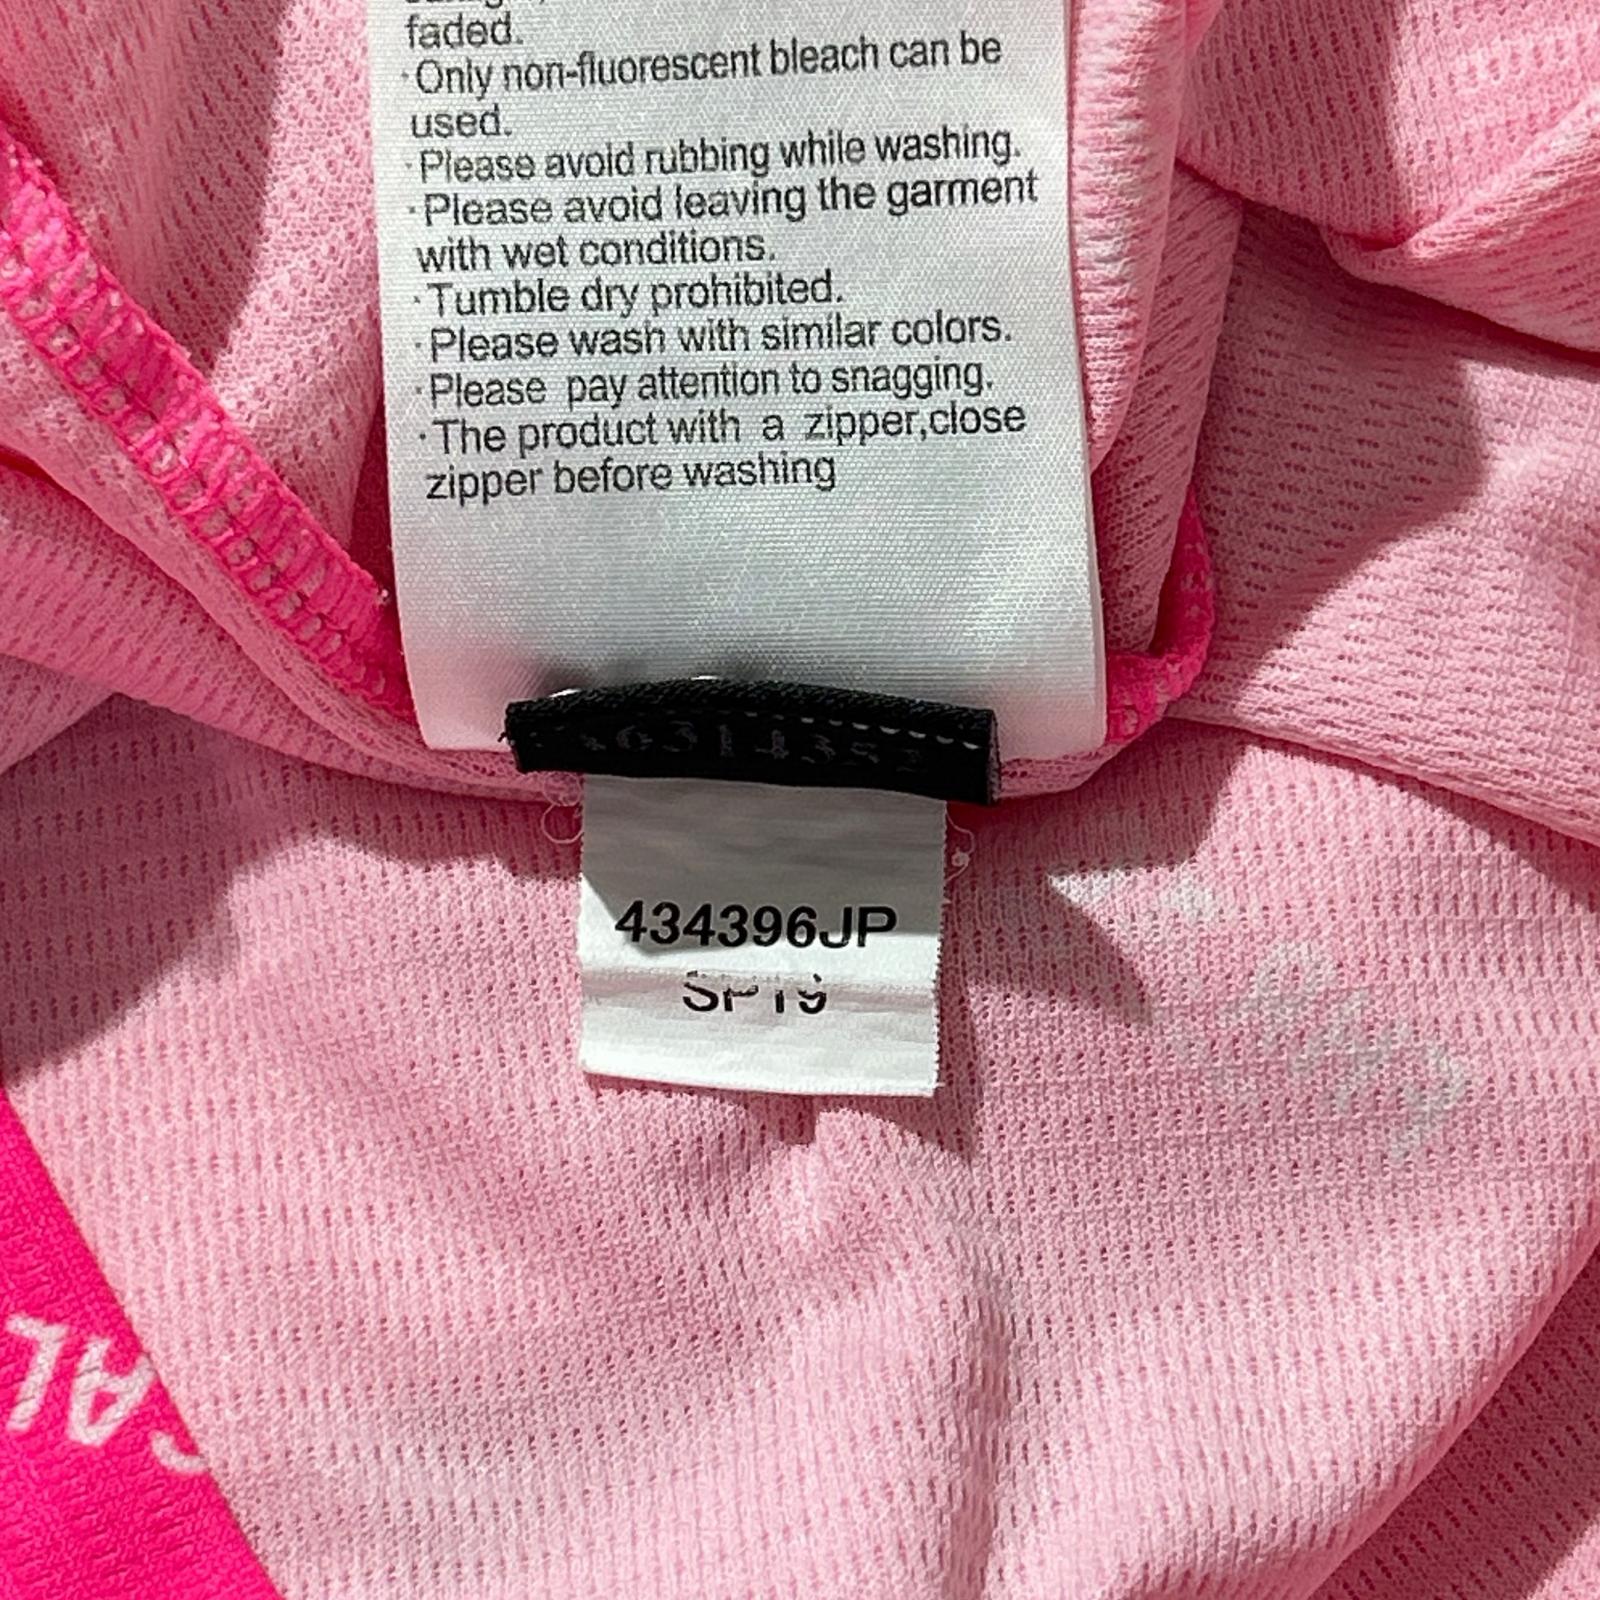 faded.
·Only non-fluorescent bleach can be
used.
·Please avoid rubbing while washing.
·Please avoid leaving the garment
with wet conditions.
·Tumble dry prohibited.
·Please wash with similar colors.
·Please pay attention to snagging.
·The product with a zipper,close
zipper before washing
434396JP
SP19